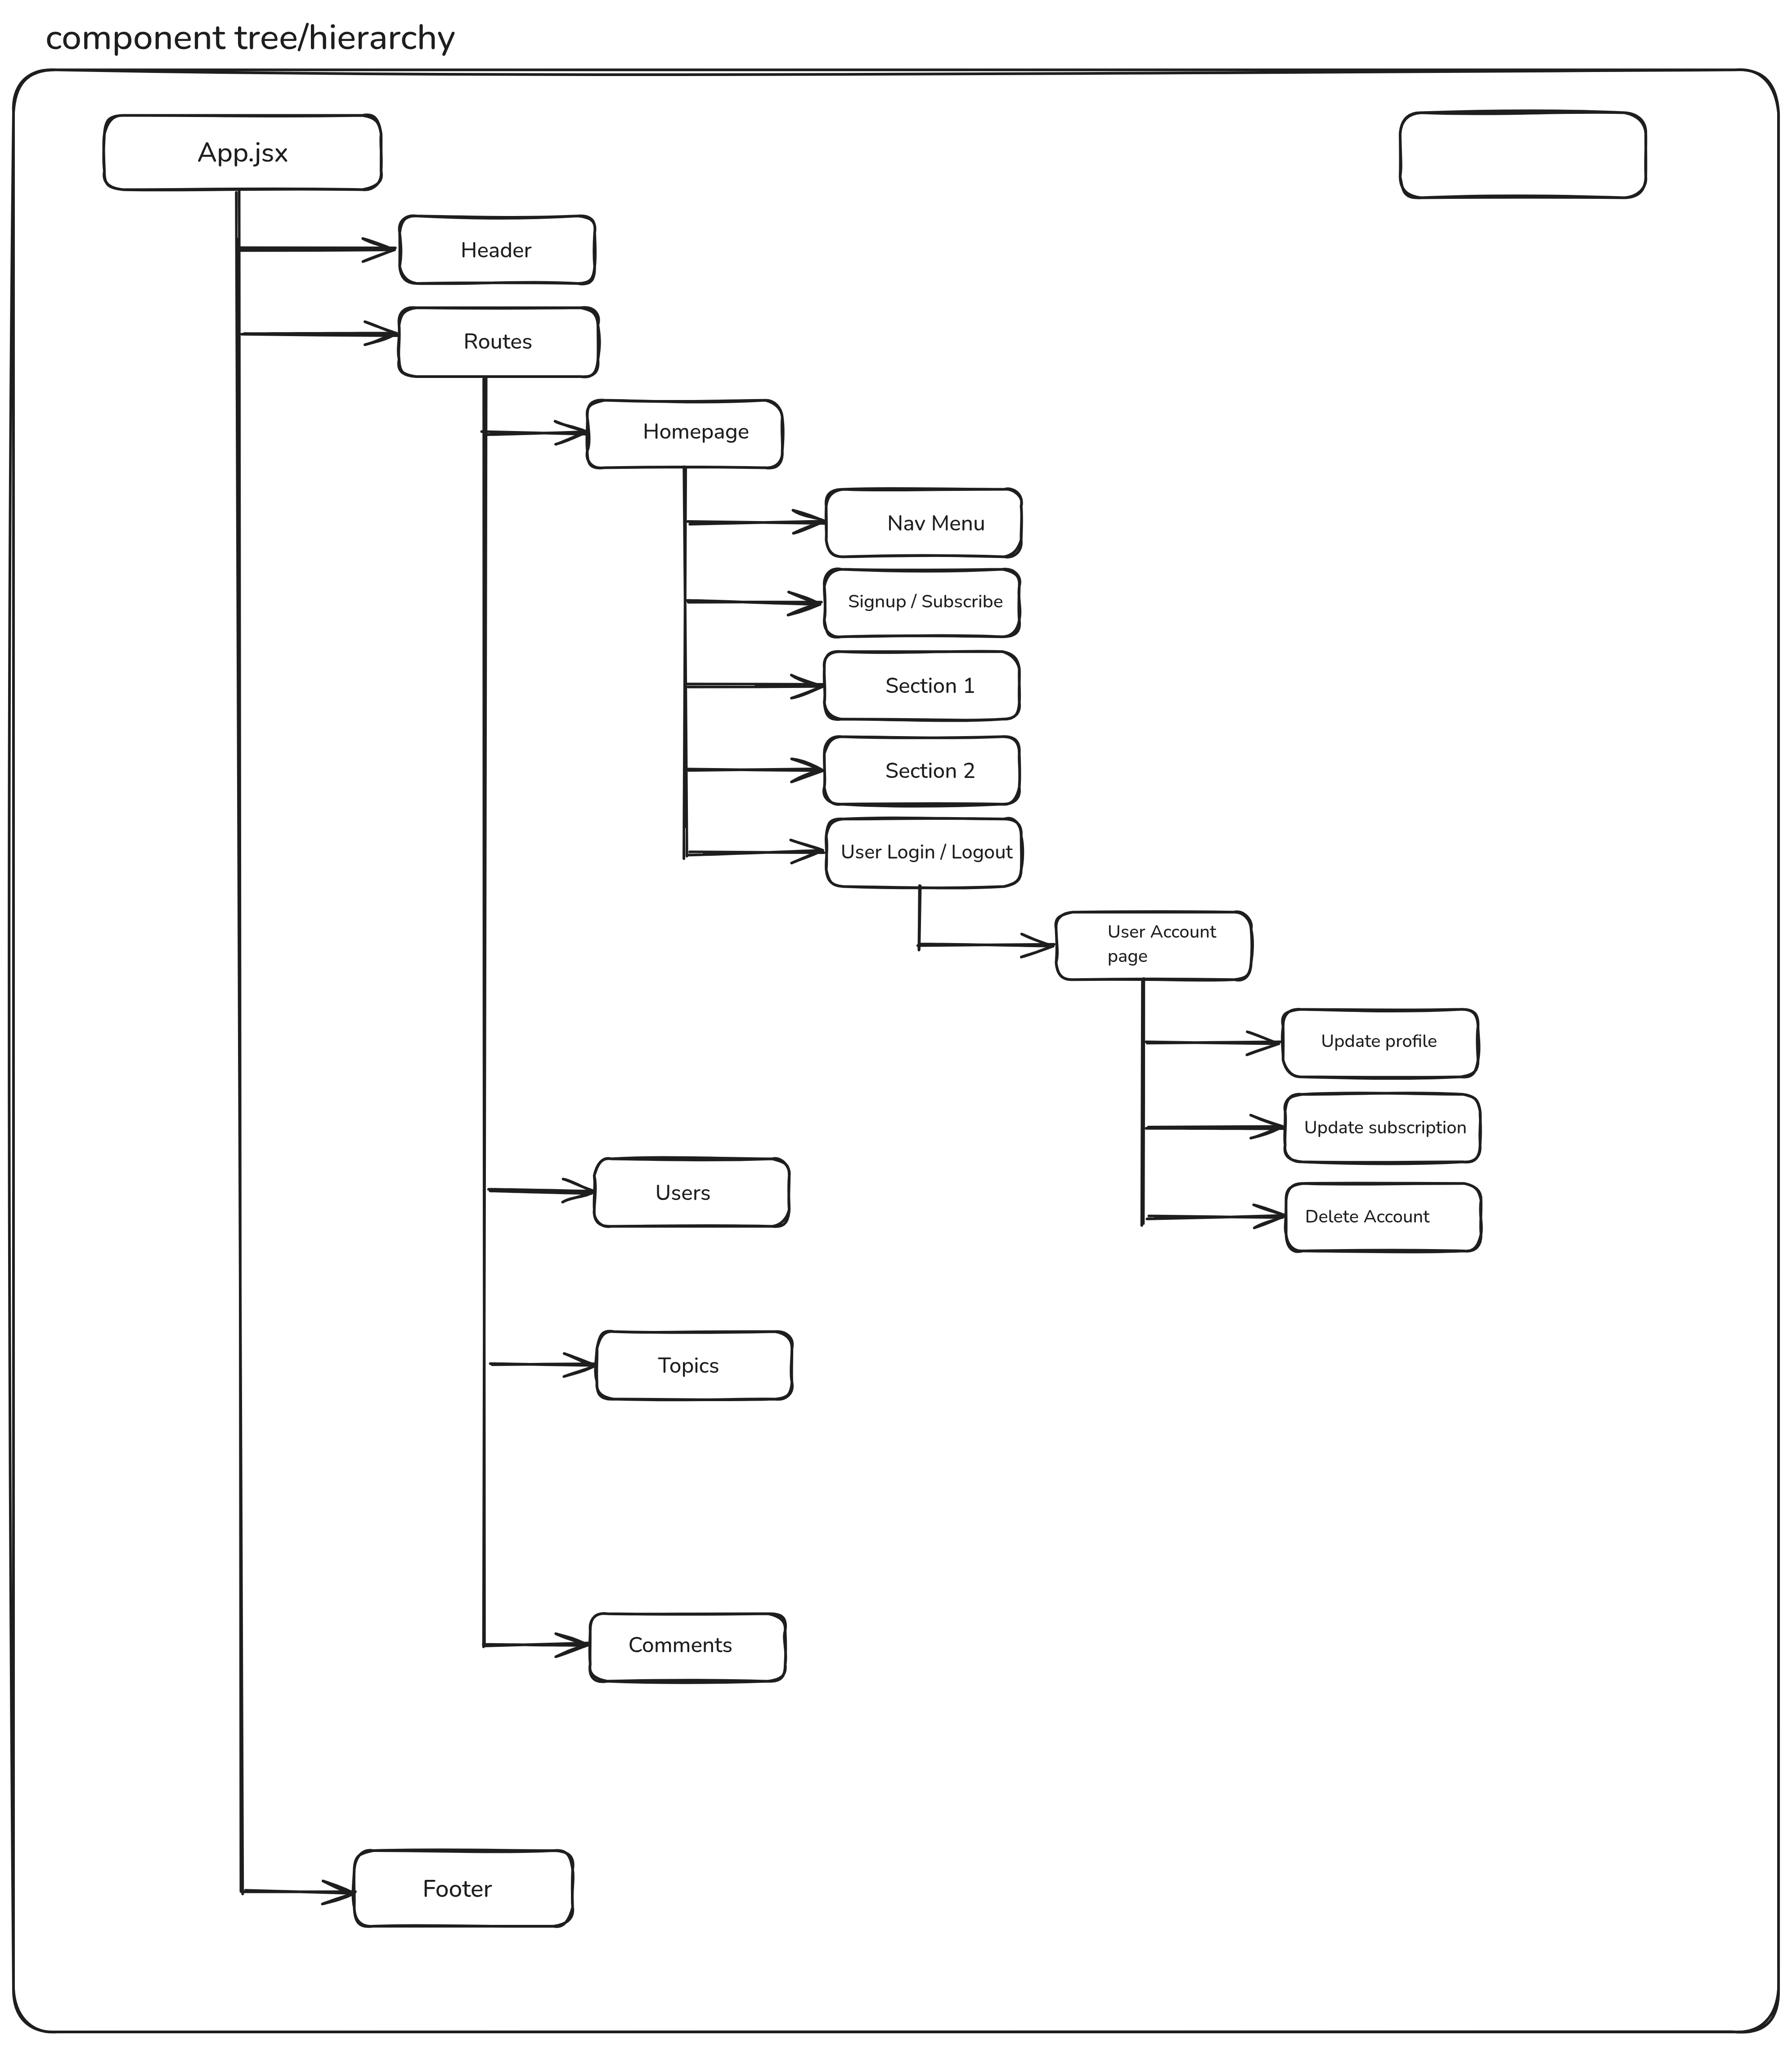 component tree/hierarchy
App.jsx
Header
Routes
Homepage
Nav Menu
Signup / Subscribe
Section 1
Section 2
User Login / Logout
User Account
page
Update profile
Update subscription
Delete Account
Users
Topics
Comments
Footer